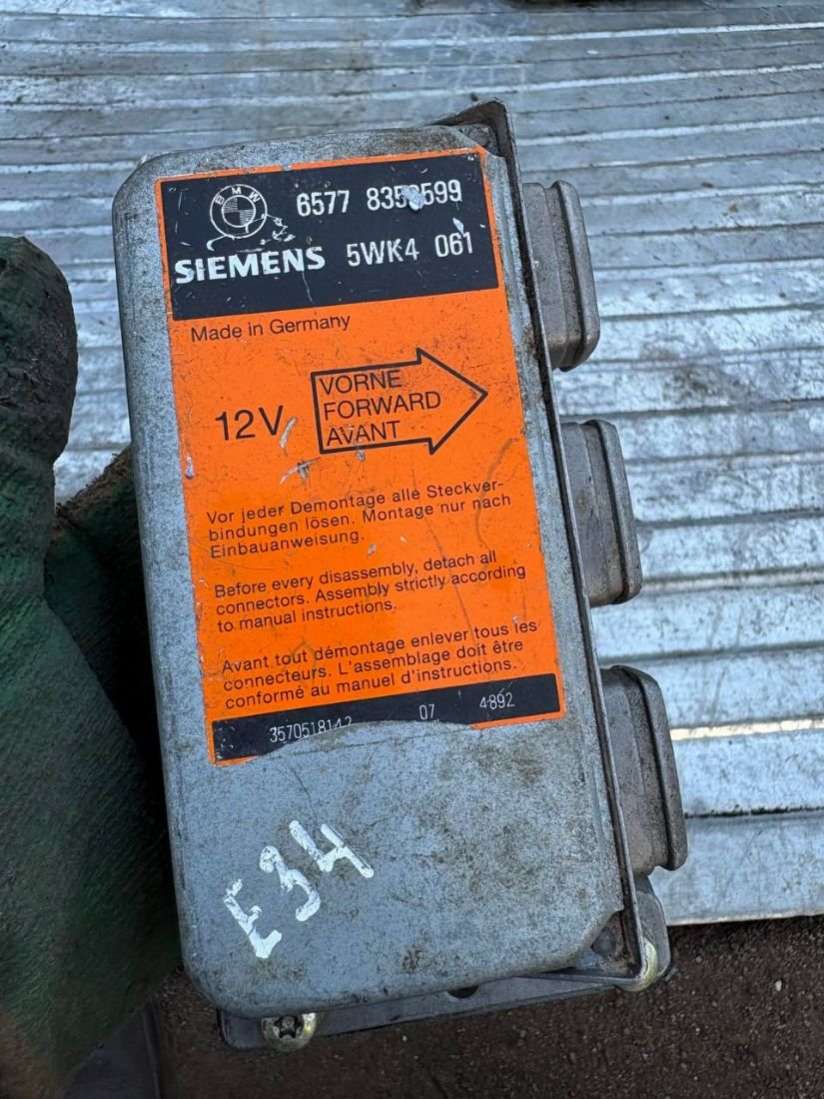 BMW 6577
SIEMENS 5WK4 061
Made in Germany
12V
VORNE
FORWARD
AVANT
Vor jeder Demontage alle Steckver-
bindungen lösen. Montage nur nach
Einbauanweisung.
Before every disassembly, detach all
connectors. Assembly strictly according
to manual instructions.
Avant tout démontage enlever tous les
connecteurs. L'assemblage doit être
conformé au manuel d'instructions.
07 4892
E34